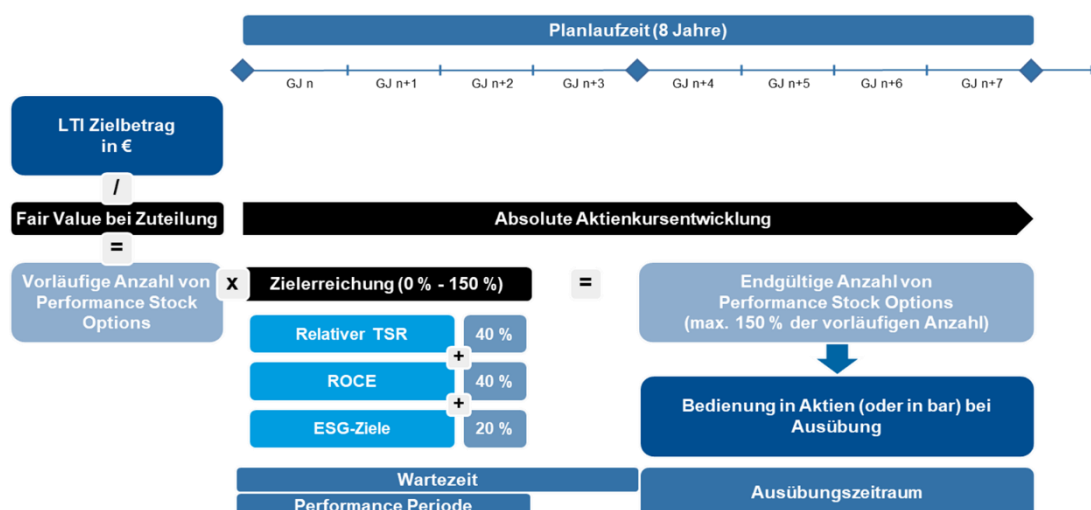 Planlaufzeit (8 Jahre)
GJ n
GJ n+1
GJ n+2
GJ n+3
GJ n+4
GJ n+5
GJ n+6
GJ n+7
LTI Zielbetrag
in €
/
Fair Value bei Zuteilung
Absolute Aktienkursentwicklung
=
Vorläufige Anzahl von
Performance Stock
Options
x
Zielerreichung (0 % - 150 %)
=
Endgültige Anzahl von
Performance Stock Options
(max. 150 % der vorläufigen Anzahl)
Relativer TSR
40 %
+
ROCE
40 %
+
ESG-Ziele
20 %
Bedienung in Aktien (oder in bar) bei
Ausübung
Wartezeit
Performance Periode
Ausübungszeitraum